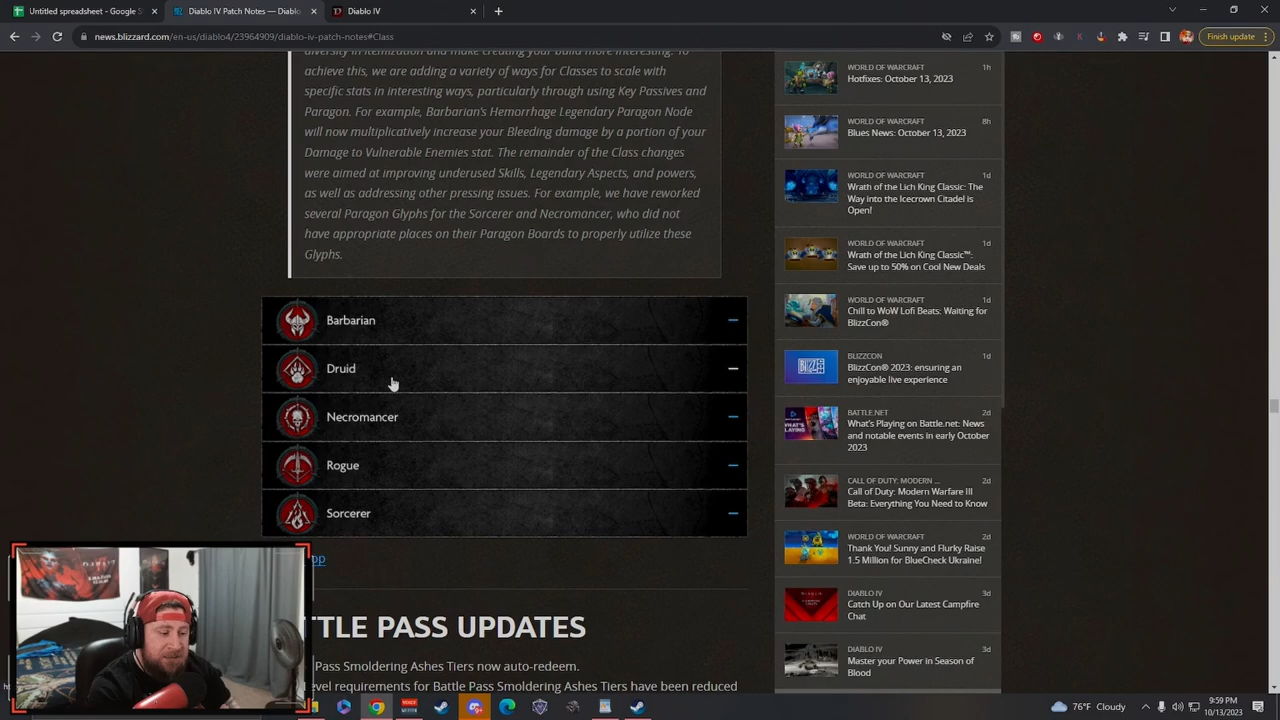 Untitled spreadsheet - Google S
Diablo IV Patch Notes — Diablo
Diablo IV
news.blizzard.com/en-us/diablo4/23964909/diablo-iv-patch-notes#Class
Finish update
diversity in itemization and make creating your build more interesting. To
achieve this, we are adding a variety of ways for Classes to scale with
specific stats in interesting ways, particularly through using Key Passives and
Paragon. For example, Barbarian's Hemorrhage Legendary Paragon Node
will now multiplicatively increase your Bleeding damage by a portion of your
Damage to Vulnerable Enemies stat. The remainder of the Class changes
were aimed at improving underused Skills, Legendary Aspects, and powers,
as well as addressing other pressing issues. For example, we have reworked
several Paragon Glyphs for the Sorcerer and Necromancer, who did not
have appropriate places on their Paragon Boards to properly utilize these
Glyphs.
Barbarian
Druid
Necromancer
Rogue
Sorcerer
TTLE PASS UPDATES
Pass Smoldering Ashes Tiers now auto-redeem.
evel requirements for Battle Pass Smoldering Ashes Tiers have been reduced
WORLD OF WARCRAFT 1h
Hotfixes: October 13, 2023
WORLD OF WARCRAFT 8h
Blues News: October 13, 2023
WORLD OF WARCRAFT 1d
Wrath of the Lich King Classic: The
Way into the Icecrown Citadel is
Open!
WORLD OF WARCRAFT 1d
Wrath of the Lich King Classic™:
Save up to 50% on Cool New Deals
WORLD OF WARCRAFT 1d
Chill to WoW Lofi Beats: Waiting for
BlizzCon®
BLIZZCON 1d
BlizzCon® 2023: ensuring an
enjoyable live experience
BATTLE.NET 2d
What's Playing on Battle.net: News
and notable events in early October
2023
CALL OF DUTY: MODERN ... 2d
Call of Duty: Modern Warfare III
Beta: Everything You Need to Know
WORLD OF WARCRAFT 2d
Thank You! Sunny and Flurky Raise
1.5 Million for BlueCheck Ukraine!
DIABLO IV 3d
Catch Up on Our Latest Campfire
Chat
DIABLO IV 3d
Master your Power in Season of
Blood
76°F Cloudy
9:59 PM
10/13/2023